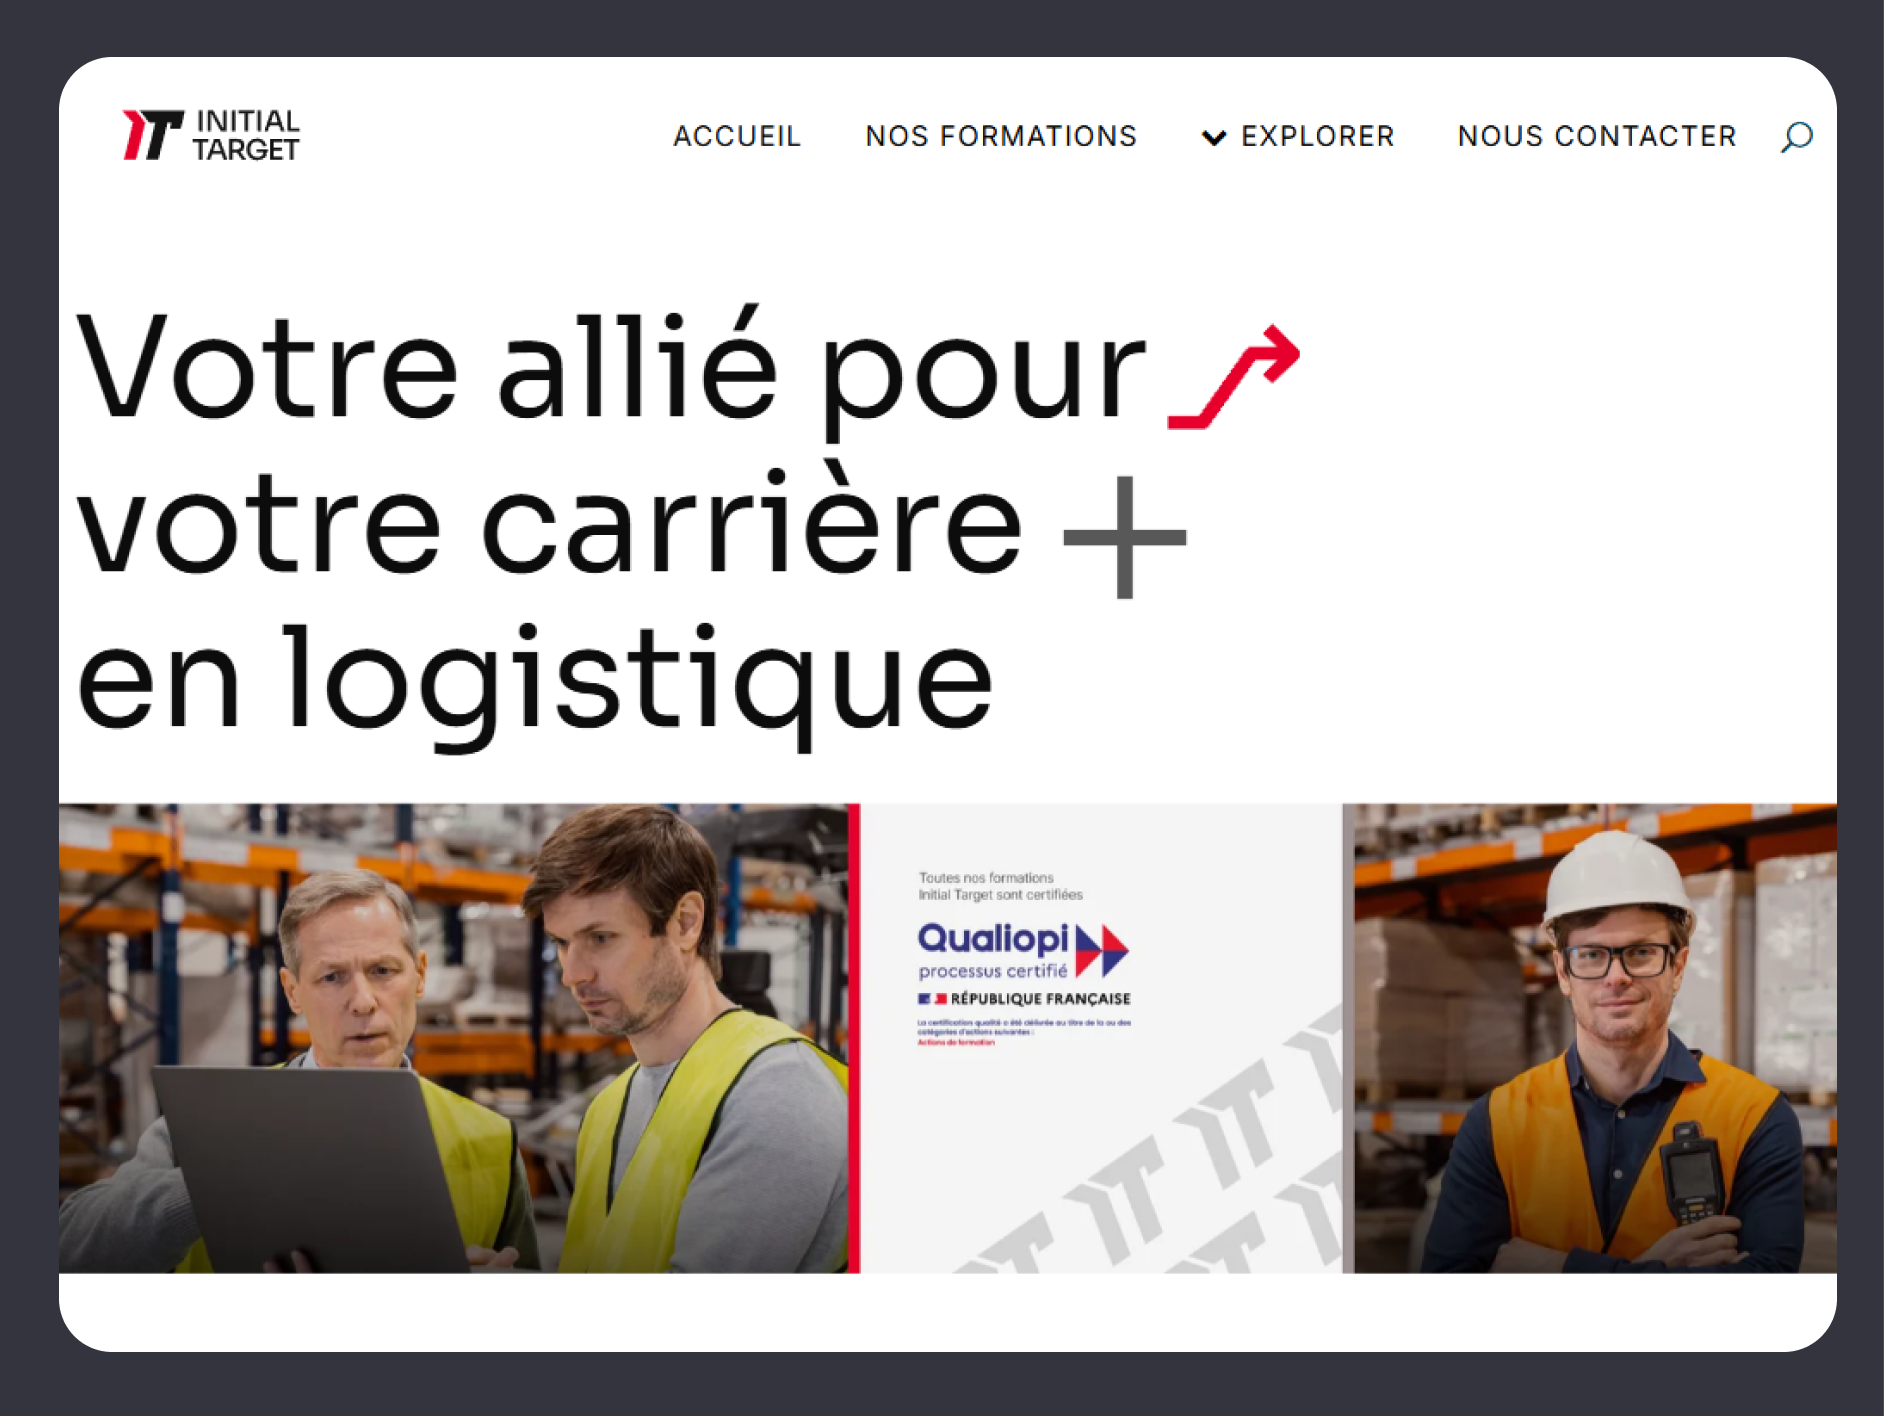 INITIAL
TARGET
ACCUEIL
NOS FORMATIONS
EXPLORER
NOUS CONTACTER
Votre allié pour
votre carrière
en logistique
Toutes nos formations
Initial Target sont certifiées
Qualiopi
processus certifié
RÉPUBLIQUE FRANÇAISE
La certification qualité a été délivrée au titre de la ou des
catégories d'actions suivantes :
Actions de formation